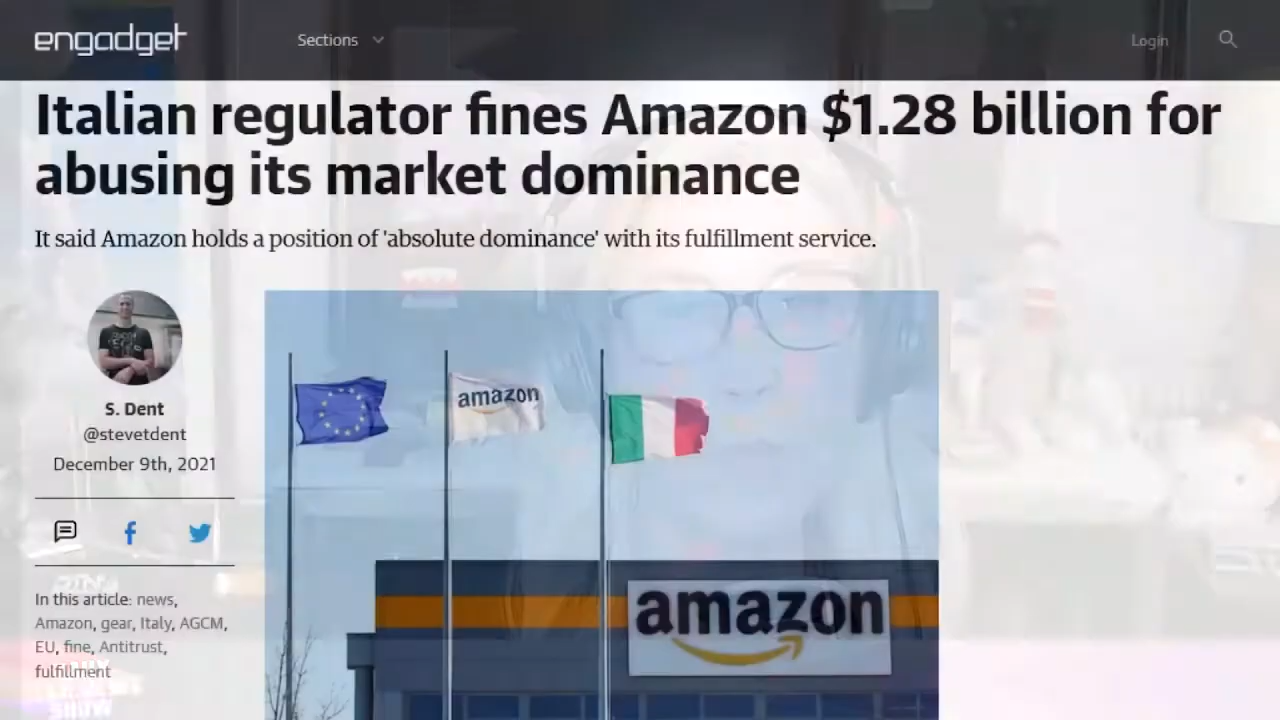 engadget
Sections
Login
Italian regulator fines Amazon $1.28 billion for
abusing its market dominance
It said Amazon holds a position of 'absolute dominance' with its fulfillment service.
S. Dent
@stevetdent
December 9th, 2021
In this article: news,
Amazon, gear, Italy, AGCM,
EU, fine, Antitrust,
fulfillment
amazon
amazon
SHOW